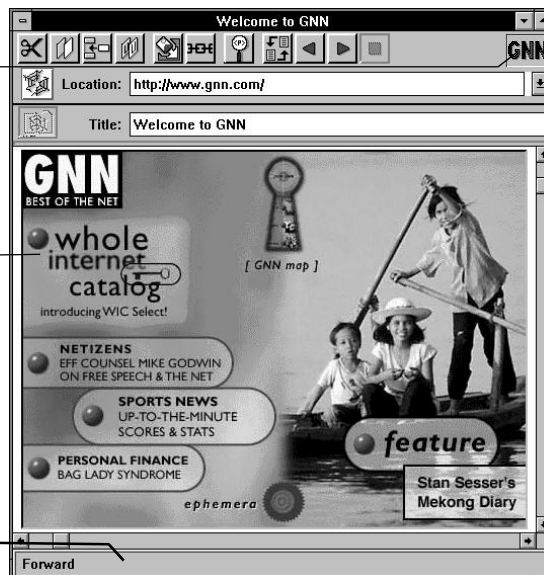 Welcome to GNN
GNN
Location: http://www.gnn.com/
Title: Welcome to GNN
GNN
BEST OF THE NET
whole
internet
catalog
introducing WIC Select!
[ GNN map ]
NETIZENS
EFF COUNSEL MIKE GODWIN
ON FREE SPEECH & THE NET
SPORTS NEWS
UP-TO-THE-MINUTE
SCORES & STATS
PERSONAL FINANCE
BAG LADY SYNDROME
feature
Stan Sesser's
Mekong Diary
ephemera
Forward